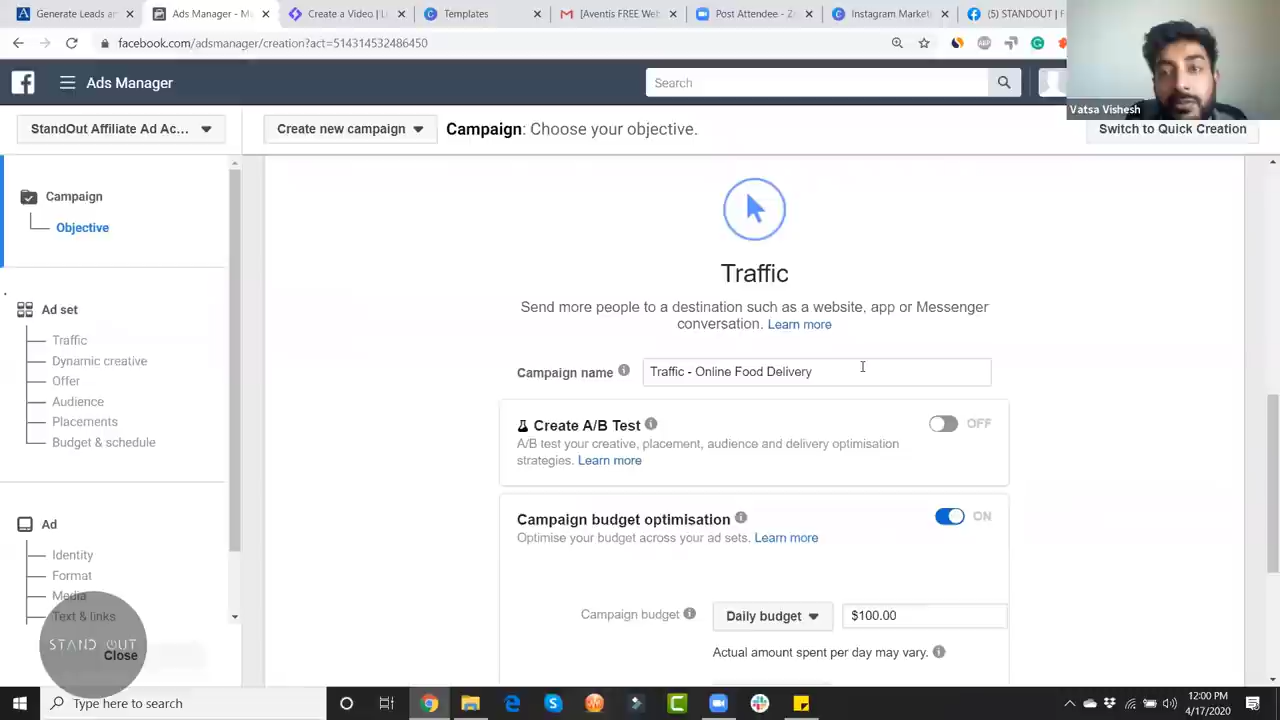 Generate Leads an
Ads Manager - M
Create a Video | Li
Templates
[Aventis FREE Web
Post Attendee - Z
Instagram Market
(5) STANDOUT | F
facebook.com/adsmanager/creation?act=514314532486450
Ads Manager
Search
Vatsa Vishesh
StandOut Affiliate Ad Ac...
Create new campaign
Campaign: Choose your objective.
Switch to Quick Creation
Campaign
Objective
Ad set
Traffic
Dynamic creative
Offer
Audience
Placements
Budget & schedule
Ad
Identity
Format
Media
Text & links
STAND OUT
Close
Traffic
Send more people to a destination such as a website, app or Messenger
conversation. Learn more
Campaign name
Traffic - Online Food Delivery
Create A/B Test
OFF
A/B test your creative, placement, audience and delivery optimisation
strategies. Learn more
Campaign budget optimisation
ON
Optimise your budget across your ad sets. Learn more
Campaign budget
Daily budget
$100.00
Actual amount spent per day may vary.
Type here to search
12:00 PM
4/17/2020